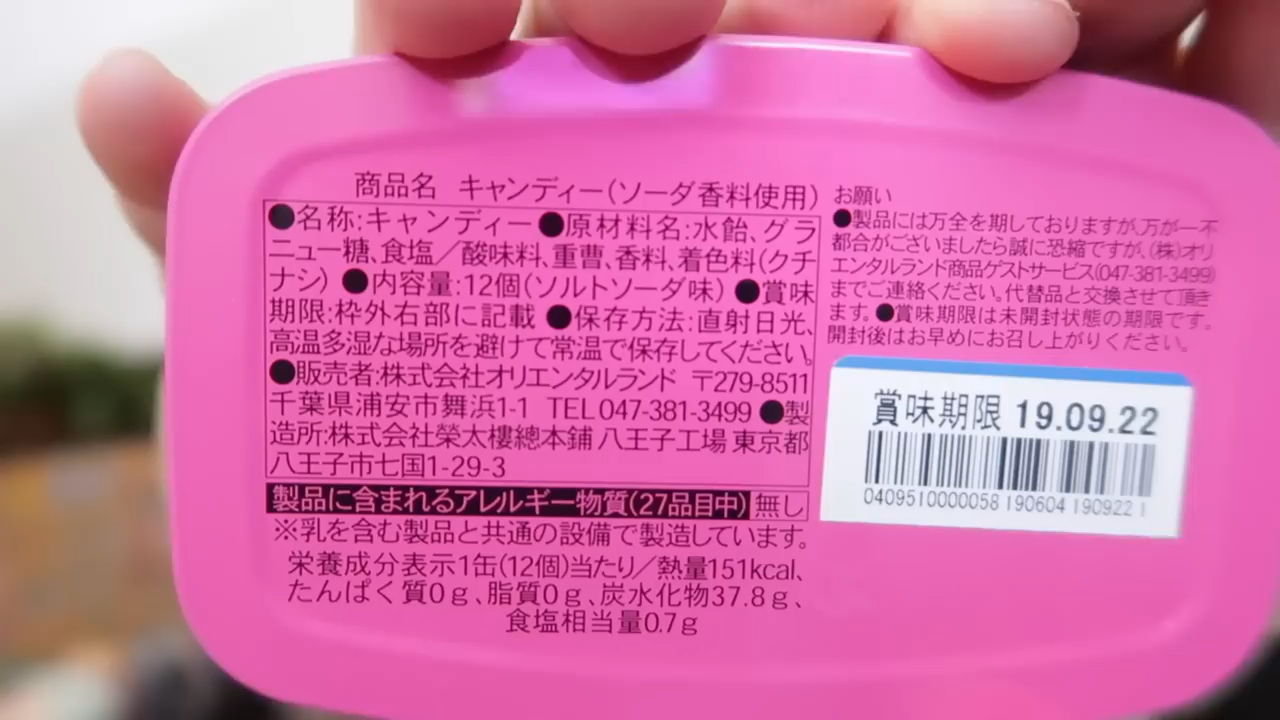 商品名 キャンディー(ソーダ香料使用)
●名称:キャンディー●原材料名:水飴、グラ
ニュー糖、食塩／酸味料、重曹、香料、着色料(クチ
ナシ) ●内容量:12個(ソルトソーダ味) ●賞味
期限:枠外右部に記載 ●保存方法:直射日光、
高温多湿な場所を避けて常温で保存してください。
●販売者:株式会社オリエンタルランド 〒279-8511
千葉県浦安市舞浜1-1 TEL047-381-3499 ●製
造所:株式会社榮太樓總本鋪 八王子工場 東京都
八王子市七国1-29-3
製品に含まれるアレルギー物質(27品目中) 無し
※乳を含む製品と共通の設備で製造しています。
栄養成分表示1缶(12個)当たり／熱量151kcal、
たんぱく質0g、脂質0g、炭水化物37.8g、
食塩相当量0.7g
お願い
●製品には万全を期しておりますが、万が一不
都合がございましたら誠に恐縮ですが、(株)オリ
エンタルランド商品ゲストサービス(047-381-3499)
までご連絡ください。代替品と交換させて頂き
ます。●賞味期限は未開封状態の期限です。
開封後はお早めにお召し上がりください。
賞味期限 19.09.22
0409510000058 190604 190922 1